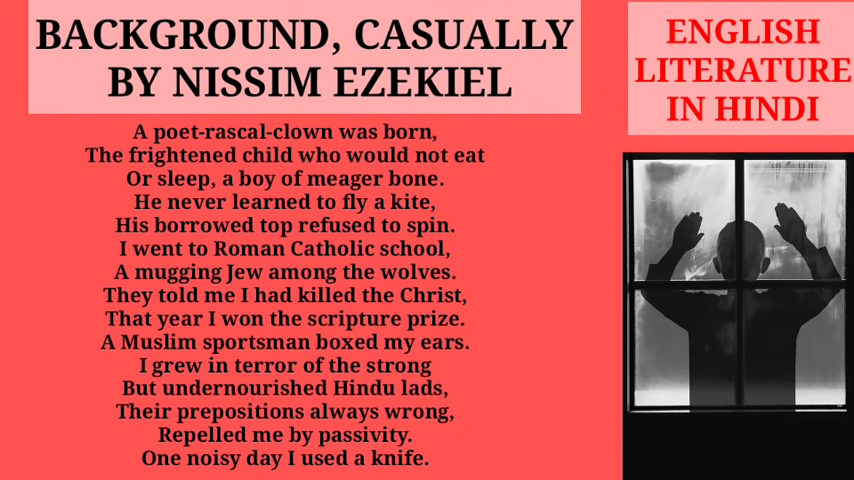 BACKGROUND, CASUALLY
BY NISSIM EZEKIEL
ENGLISH
LITERATURE
IN HINDI
A poet-rascal-clown was born,
The frightened child who would not eat
Or sleep, a boy of meager bone.
He never learned to fly a kite,
His borrowed top refused to spin.
I went to Roman Catholic school,
A mugging Jew among the wolves.
They told me I had killed the Christ,
That year I won the scripture prize.
A Muslim sportsman boxed my ears.
I grew in terror of the strong
But undernourished Hindu lads,
Their prepositions always wrong,
Repelled me by passivity.
One noisy day I used a knife.